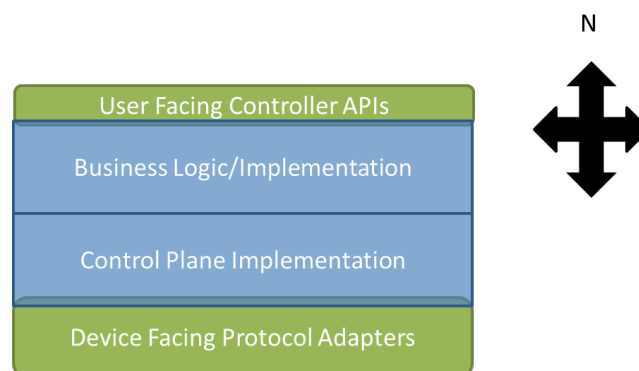 N
User Facing Controller APIs
Business Logic/Implementation
Control Plane Implementation
Device Facing Protocol Adapters